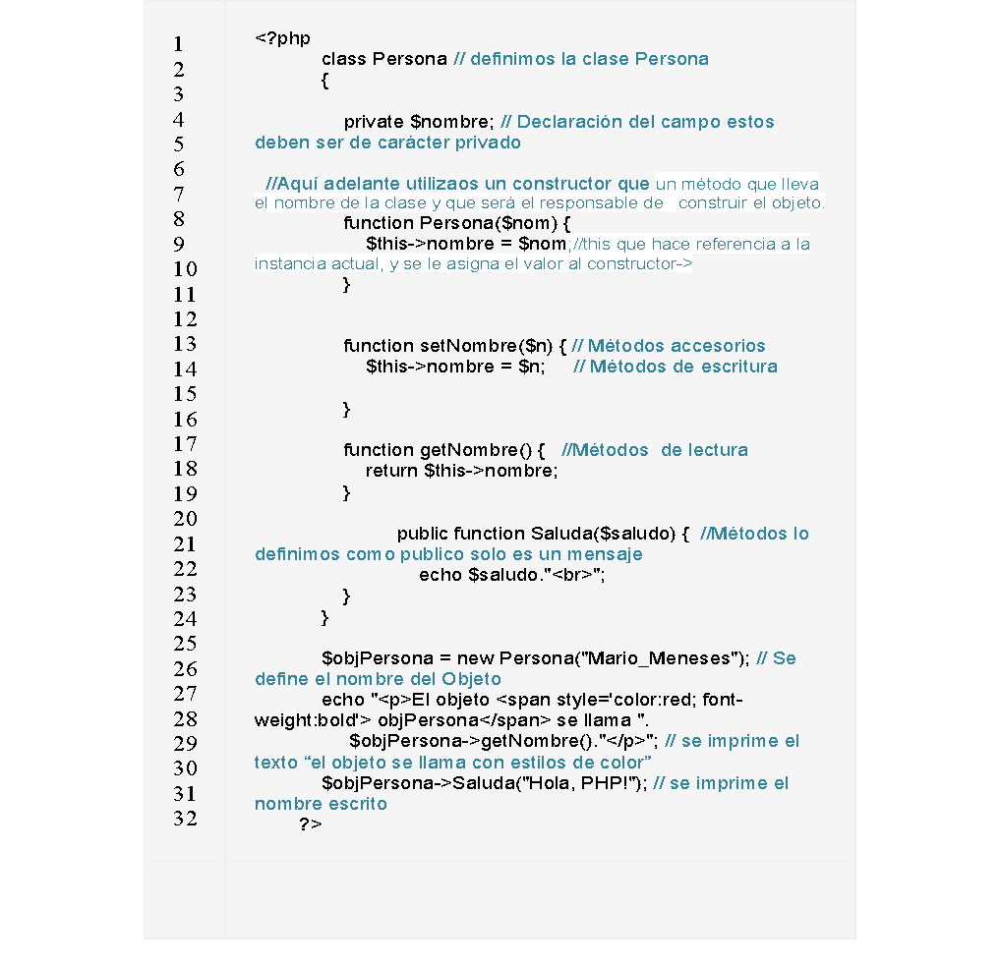 1
2
3
4
5
6
7
8
9
10
11
12
13
14
15
16
17
18
19
20
21
22
23
24
25
26
27
28
29
30
31
32
<?php
class Persona // definimos la clase Persona
{
private $nombre; // Declaración del campo estos
deben ser de carácter privado
//Aquí adelante utilizaos un constructor que un método que lleva
el nombre de la clase y que será el responsable de construir el objeto.
function Persona($nom) {
$this->nombre = $nom;//this que hace referencia a la
instancia actual, y se le asigna el valor al constructor->
}
function setNombre($n) { // Métodos accesorios
$this->nombre = $n; // Métodos de escritura
}
function getNombre() { //Métodos de lectura
return $this->nombre;
}
public function Saluda($saludo) { //Métodos lo
definimos como publico solo es un mensaje
echo $saludo."<br>";
}
}
$objPersona = new Persona("Mario_Meneses"); // Se
define el nombre del Objeto
echo "<p>El objeto <span style='color:red; font-
weight:bold'> objPersona</span> se llama ".
$objPersona->getNombre()."</p>"; // se imprime el
texto “el objeto se llama con estilos de color”
$objPersona->Saluda("Hola, PHP!"); // se imprime el
nombre escrito
?>